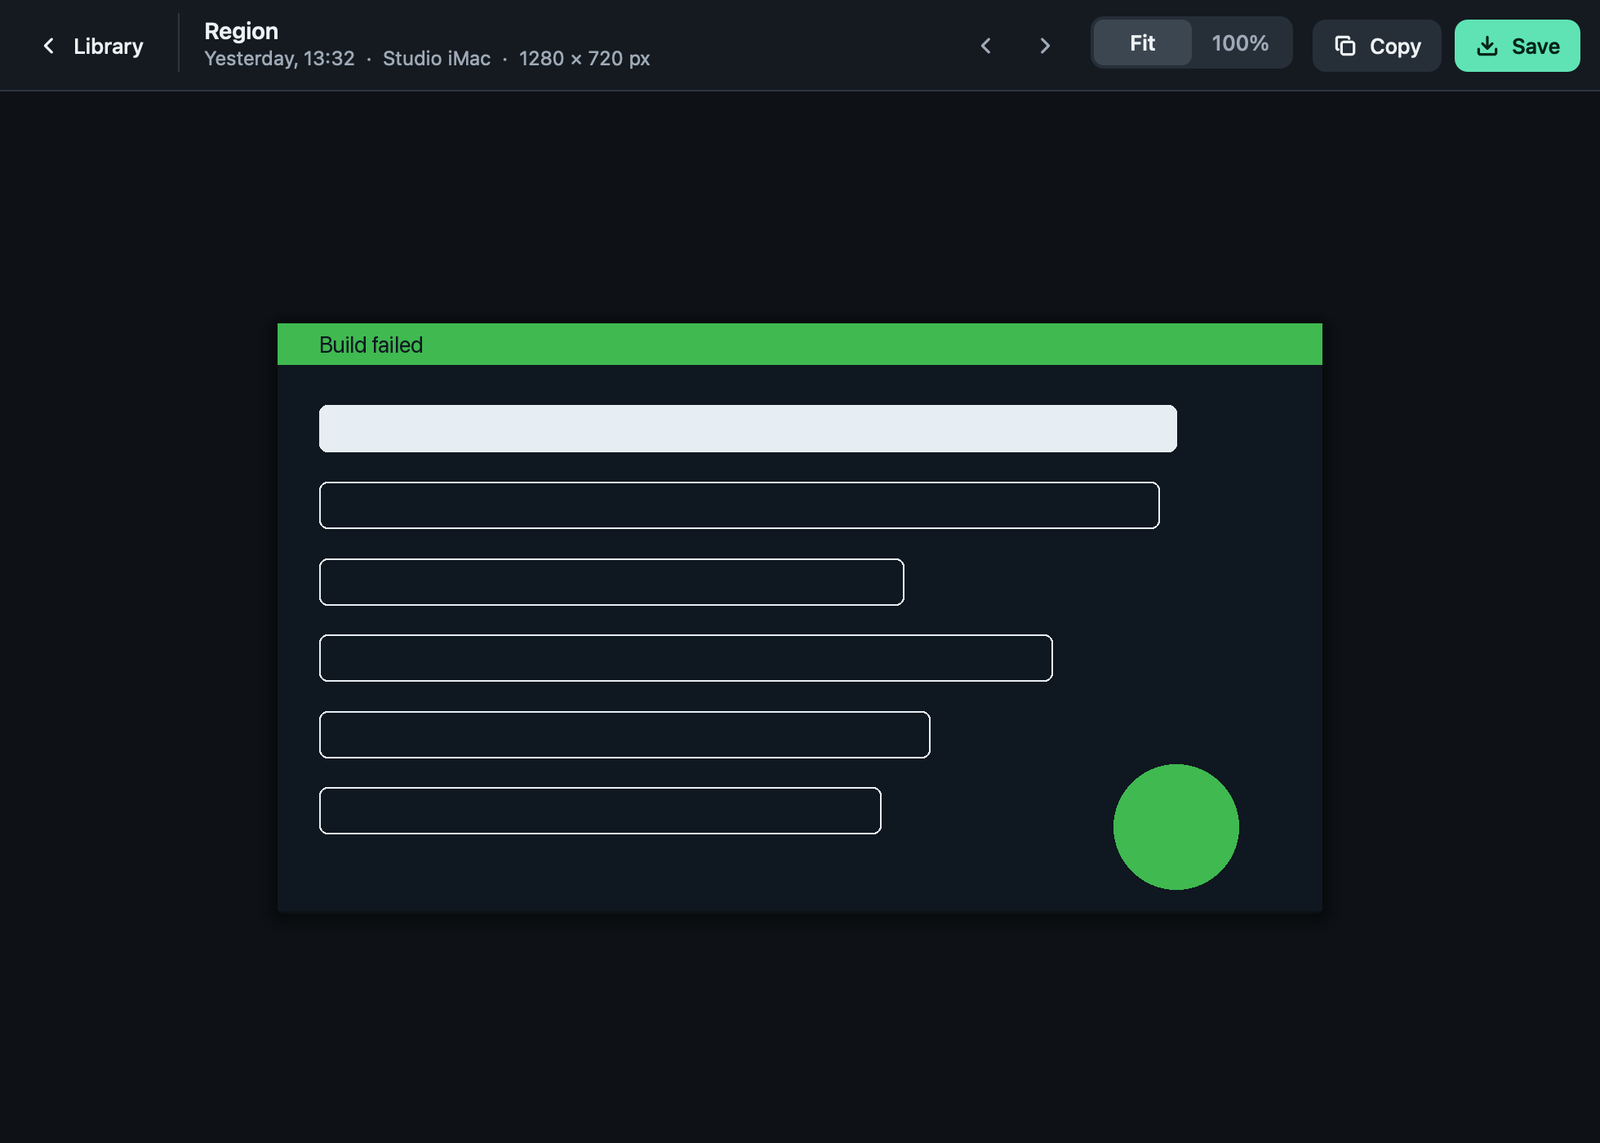 Library
Region
Yesterday, 13:32 · Studio iMac · 1280 × 720 px
Fit
100%
Copy
Save
Build failed